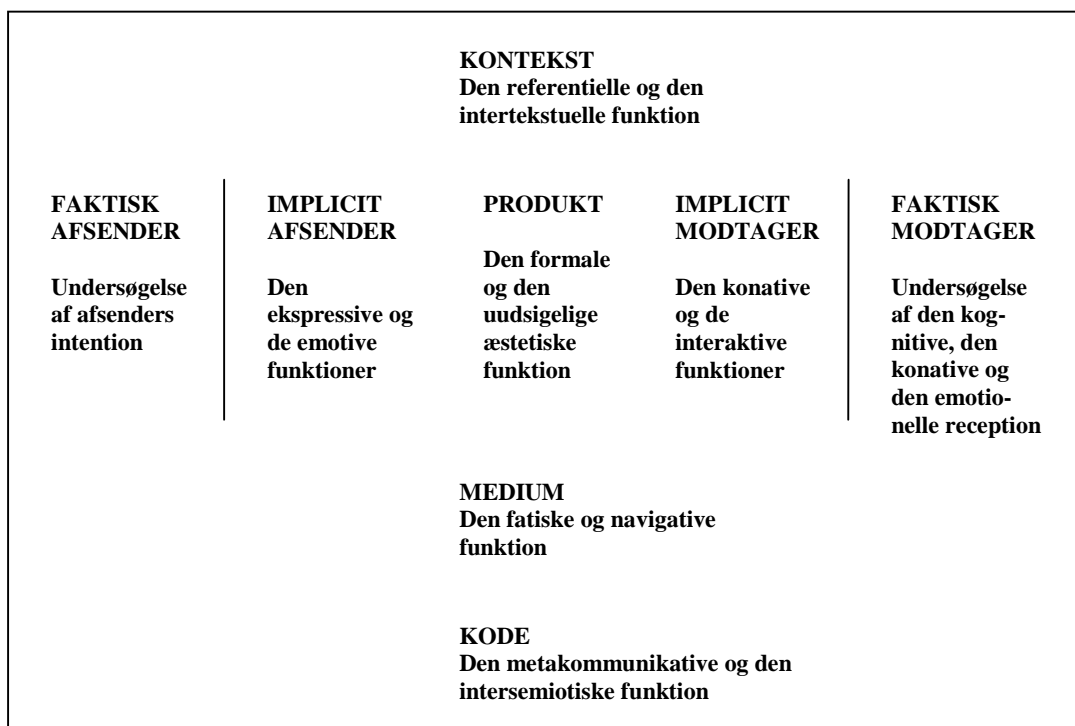 KONTEKST
Den referentielle og den
intertekstuelle funktion
FAKTISK
AFSENDER
Undersøgelse
af afsenders
intention
IMPLICIT
AFSENDER
Den
ekspressive og
de emotive
funktioner
PRODUKT
Den formale
og den
uudsigelige
æstetiske
funktion
IMPLICIT
MODTAGER
Den konative
og de
interaktive
funktioner
FAKTISK
MODTAGER
Undersøgelse
af den kog-
nitive, den
konative og
den emotio-
nelle reception
MEDIUM
Den fatiske og navigative
funktion
KODE
Den metakommunikative og den
intersemiotiske funktion